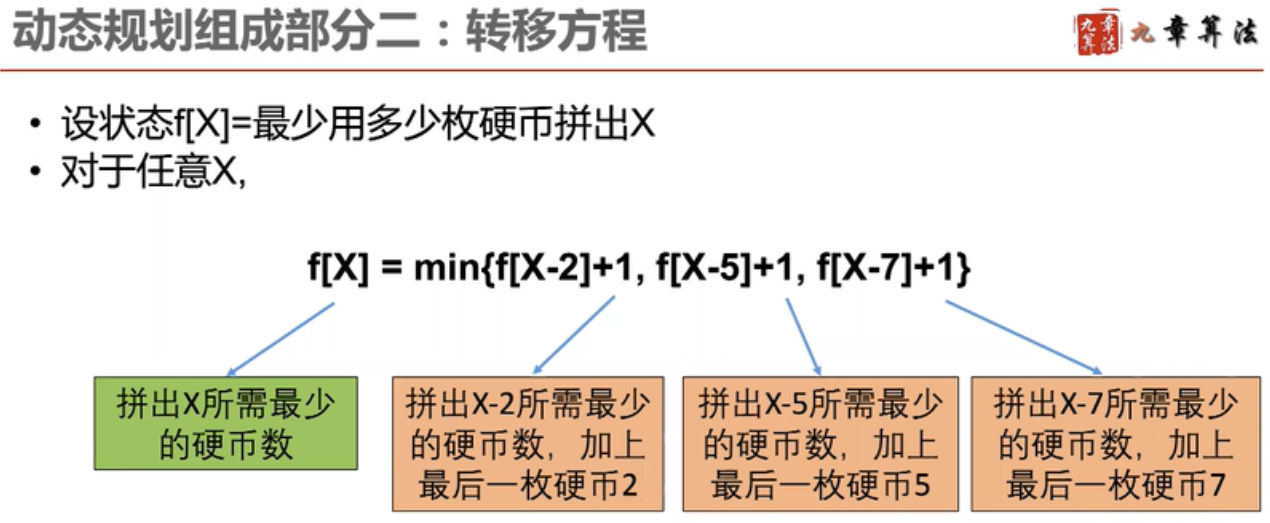 动态规划组成部分二：转移方程
九章算法
九章算法
• 设状态f[X]=最少用多少枚硬币拼出X
• 对于任意X,
f[X] = min{f[X-2]+1, f[X-5]+1, f[X-7]+1}
拼出X所需最少
的硬币数
拼出X-2所需最少
的硬币数，加上
最后一枚硬币2
拼出X-5所需最少
的硬币数，加上
最后一枚硬币5
拼出X-7所需最少
的硬币数，加上
最后一枚硬币7